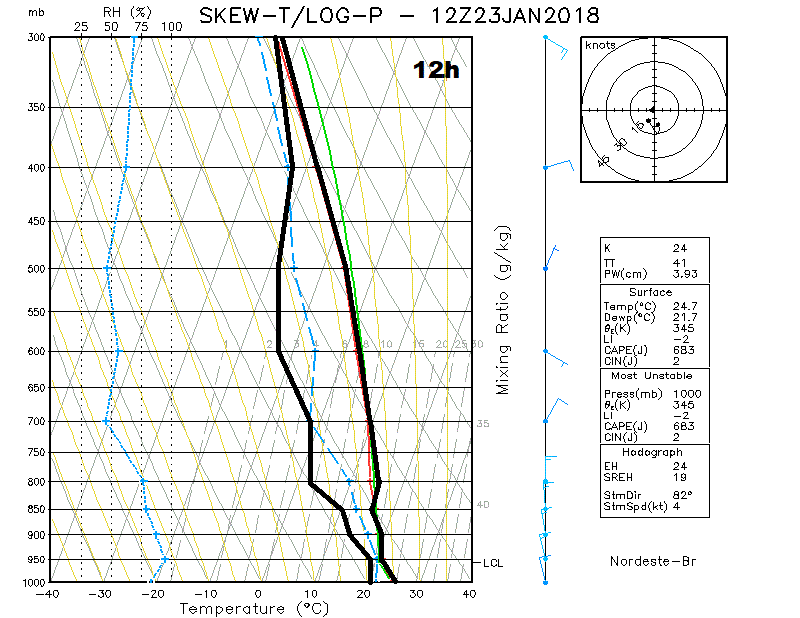 mb RH (%) SKEW-T/LOG-P - 12Z23JAN2018
25 50 75 100
300
12h
knots
15
30
45
350
400
450
500
550
600
650
700
750
800
850
900
950
1000
1 2 3 4 6 8 10 15 20 25 30
35
40
LCL
Mixing Ratio (g/kg)
-40 -30 -20 -10 0 10 20 30 40
Temperature (°C)
K 24
TT 41
PW(cm) 3.93
Surface
Temp(°C) 24.7
Dewp(°C) 21.7
θE(K) 345
LI -2
CAPE(J) 683
CIN(J) 2
Most Unstable
Press(mb) 1000
θE(K) 345
LI -2
CAPE(J) 683
CIN(J) 2
Hodograph
EH 24
SREH 19
StmDir 82°
StmSpd(kt) 4
Nordeste-Br